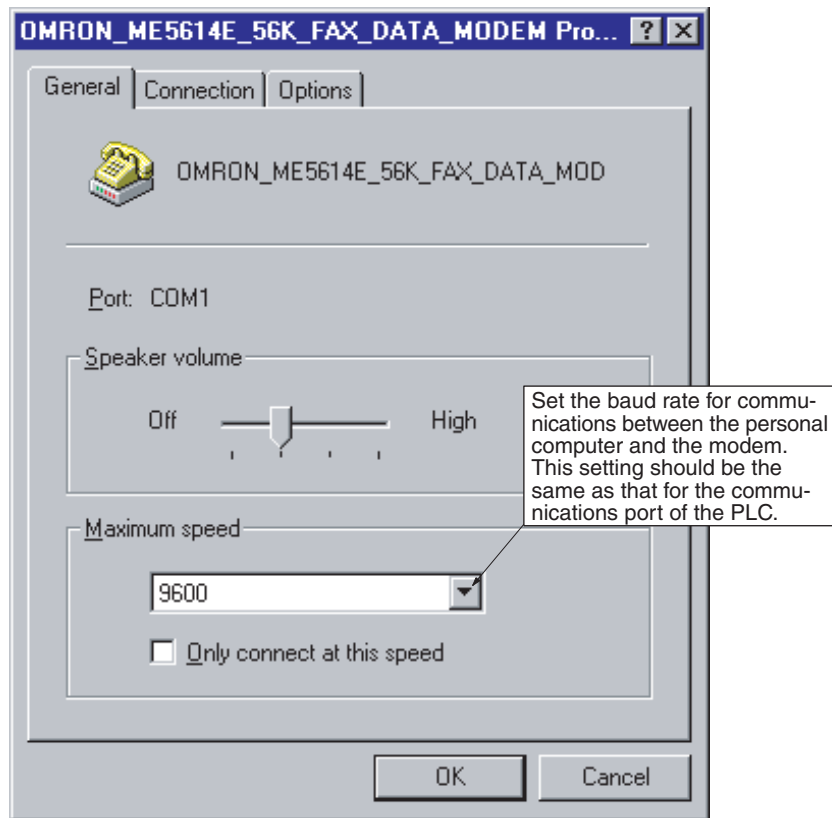 OMRON_ME5614E_56K_FAX_DATA_MODEM Pro...
General
Connection
Options
OMRON_ME5614E_56K_FAX_DATA_MOD
Port: COM1
Speaker volume
Off
High
Set the baud rate for commu-
nications between the personal
computer and the modem.
This setting should be the
same as that for the commu-
nications port of the PLC.
Maximum speed
9600
Only connect at this speed
OK
Cancel